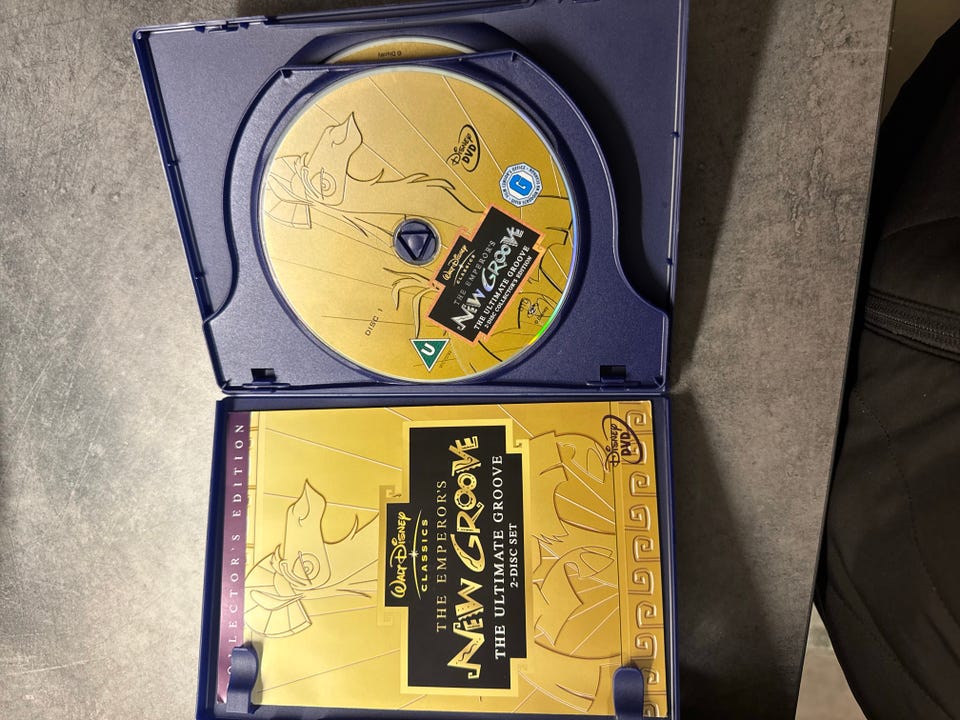 DISNEY
DVD
WALT DISNEY
CLASSICS
THE EMPEROR'S
NEW GROOVE
THE ULTIMATE GROOVE
2-DISC COLLECTOR'S EDITION
DISC 1
U
COLLECTOR'S EDITION
DISNEY
DVD
WALT DISNEY
CLASSICS
THE EMPEROR'S
NEW GROOVE
THE ULTIMATE GROOVE
2-DISC SET